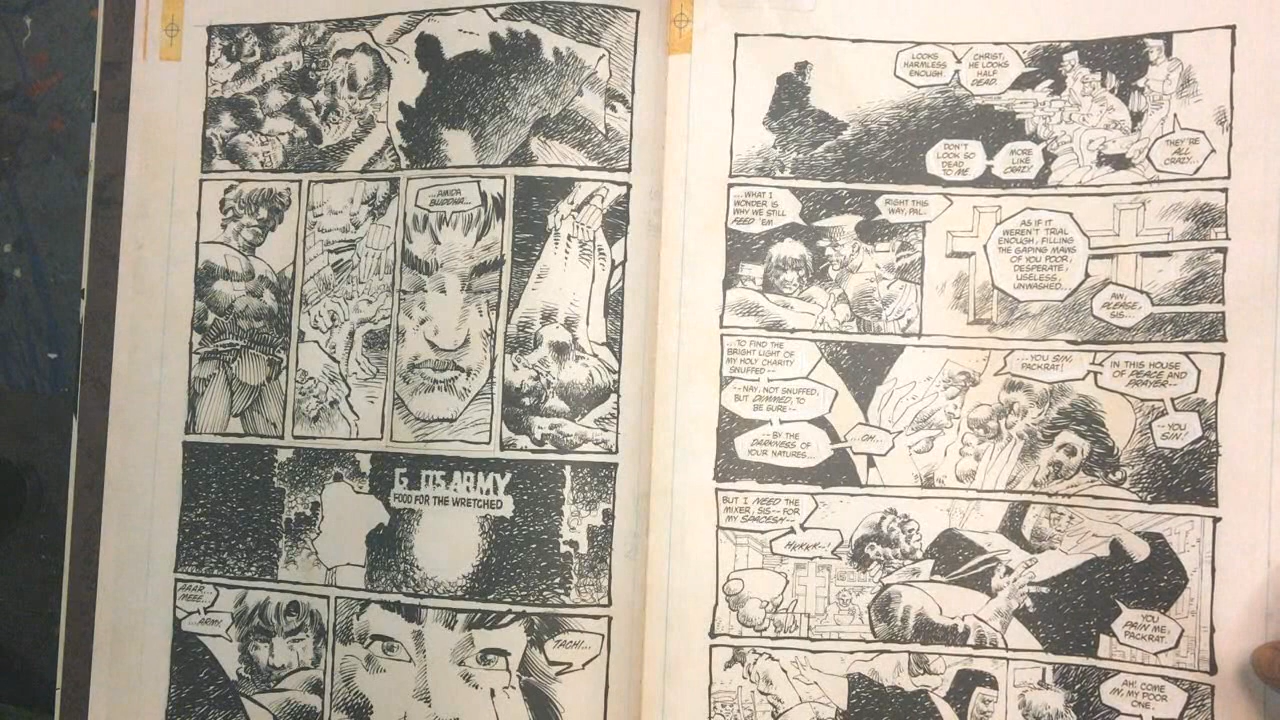 ...AMIDA
BUDDHA...
G ITS ARMY
FOOD FOR THE WRETCHED
AAAR...
MEEE...
...ARMY.
TACHI...
LOOKS
HARMLESS
ENOUGH.
CHRIST,
HE LOOKS
HALF
DEAD.
DON'T
LOOK SO
DEAD
TO ME.
MORE
LIKE
CRAZY.
THEY'RE
ALL
CRAZY...
...WHAT I
WONDER IS
WHY WE STILL
FEED 'EM
RIGHT THIS
WAY, PAL.
AS IF IT
WEREN'T TRIAL
ENOUGH, FILLING
THE GAPING MAWS
OF YOU POOR,
DESPERATE,
USELESS,
UNWASHED...
AW,
PLEASE,
SIS...
...TO FIND THE
BRIGHT LIGHT OF
MY HOLY CHARITY
SNUFFED--
--NAY, NOT SNUFFED,
BUT DIMMED, TO
BE SURE--
--BY THE
DARKNESS OF
YOUR NATURES...
...OH...
...YOU SIN,
PACKRAT!
IN THIS HOUSE
OF PEACE AND
PRAYER--
--YOU
SIN!
BUT I NEED THE
MIXER, SIS--FOR
MY SPACESH--
HKKKK--!
YOU
PAIN ME,
PACKRAT.
AH! COME
IN, MY POOR
ONE.